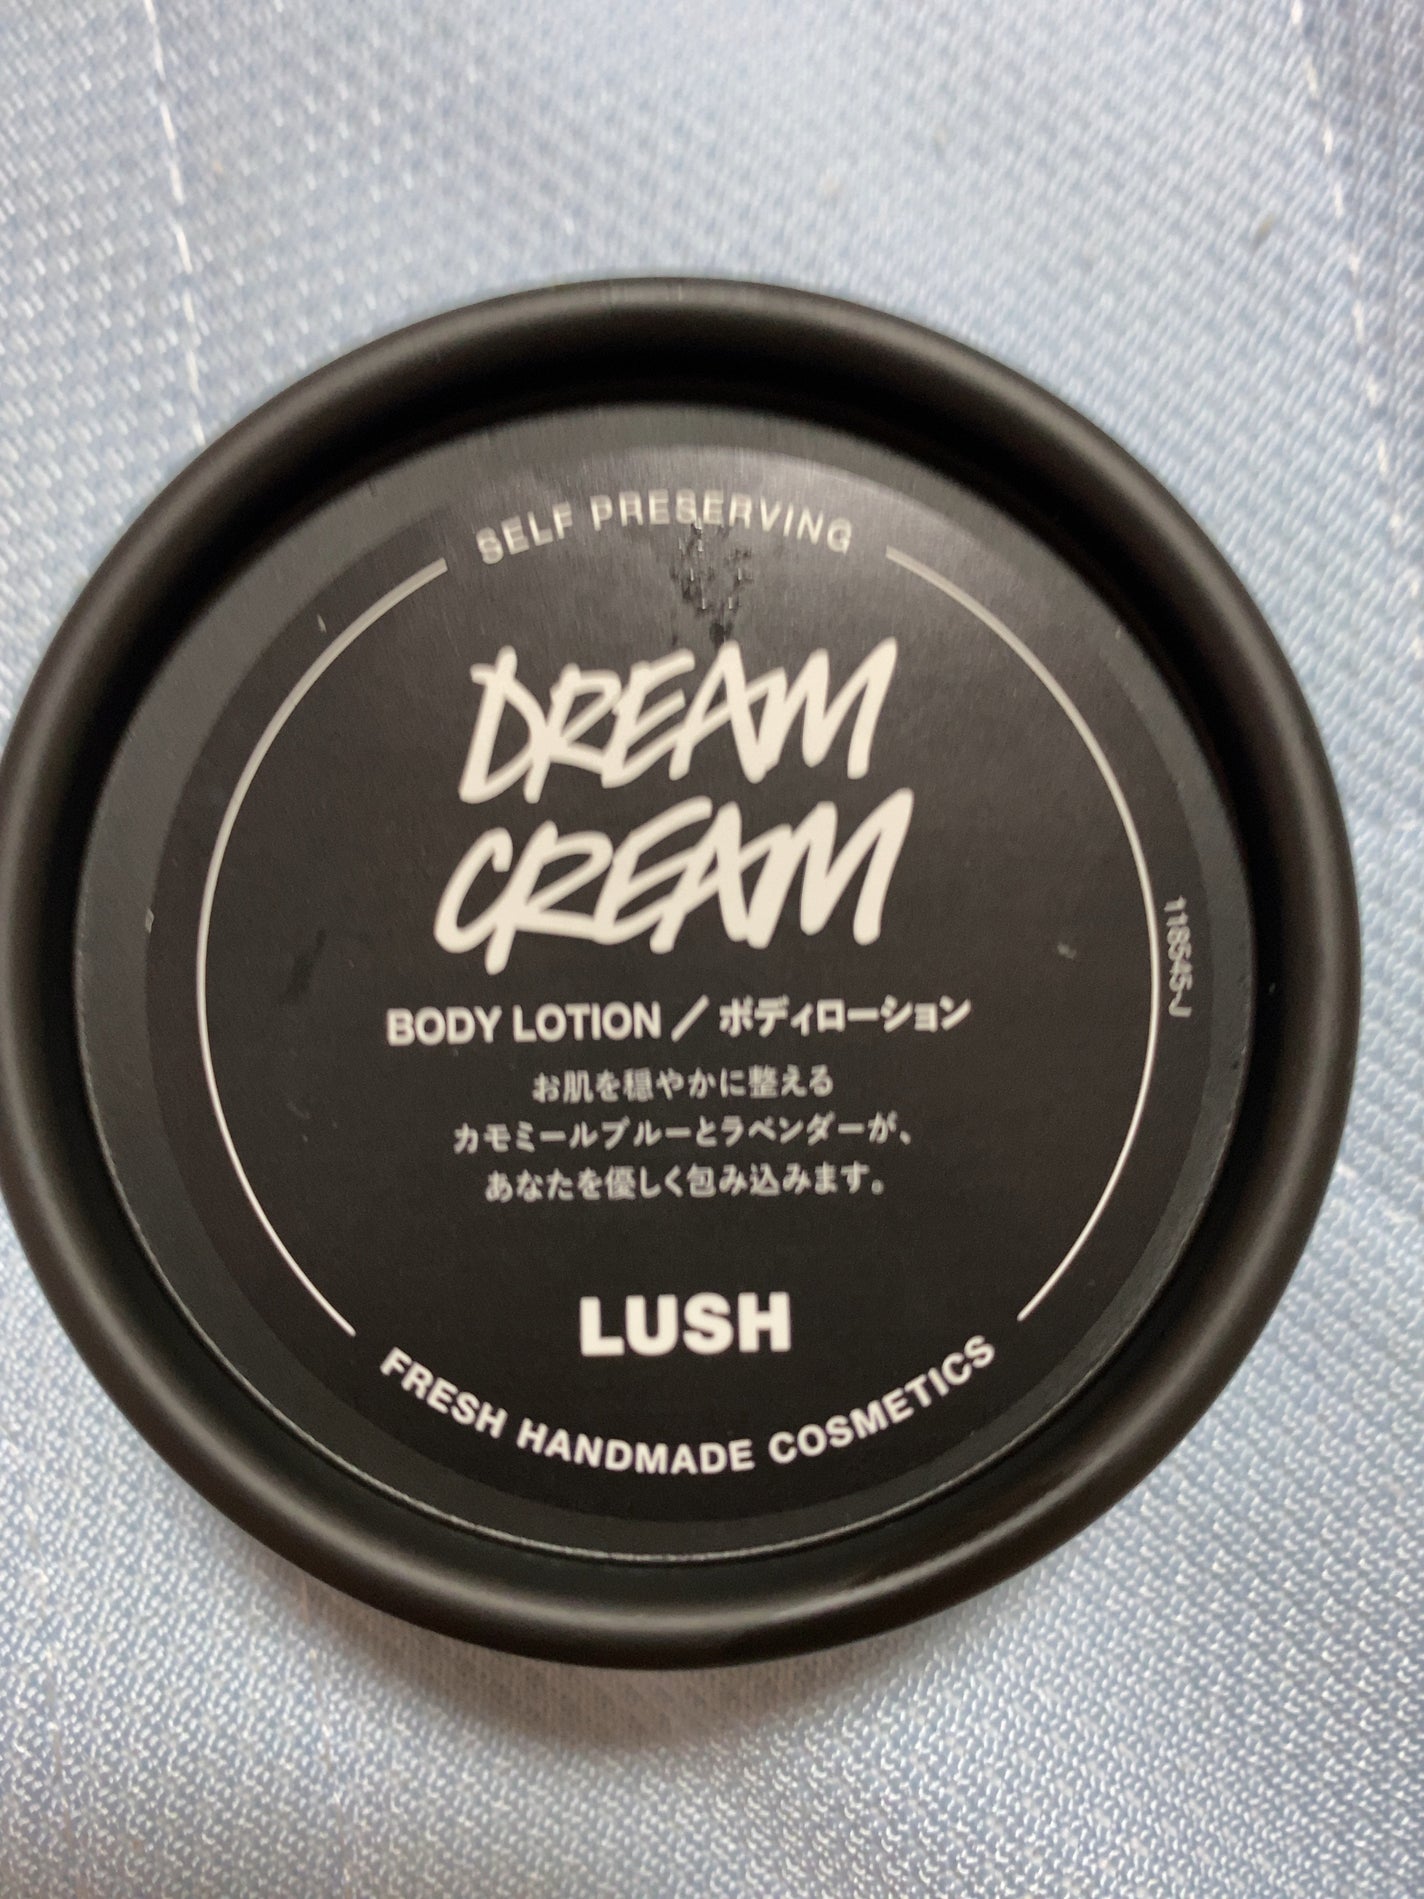 SELF PRESERVING
DREAM
CREAM
BODY LOTION / ボディローション
お肌を穏やかに整える
カモミールブルーとラベンダーが、
あなたを優しく包み込みます。
LUSH
FRESH HANDMADE COSMETICS
118545-J